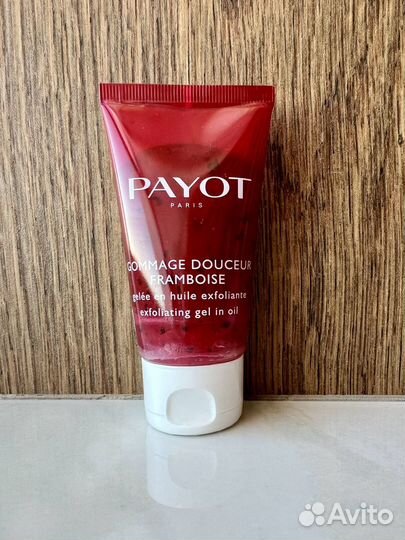 PAYOT
PARIS
GOMMAGE DOUCEUR
FRAMBOISE
gelée en huile exfoliante
exfoliating gel in oil
Avito